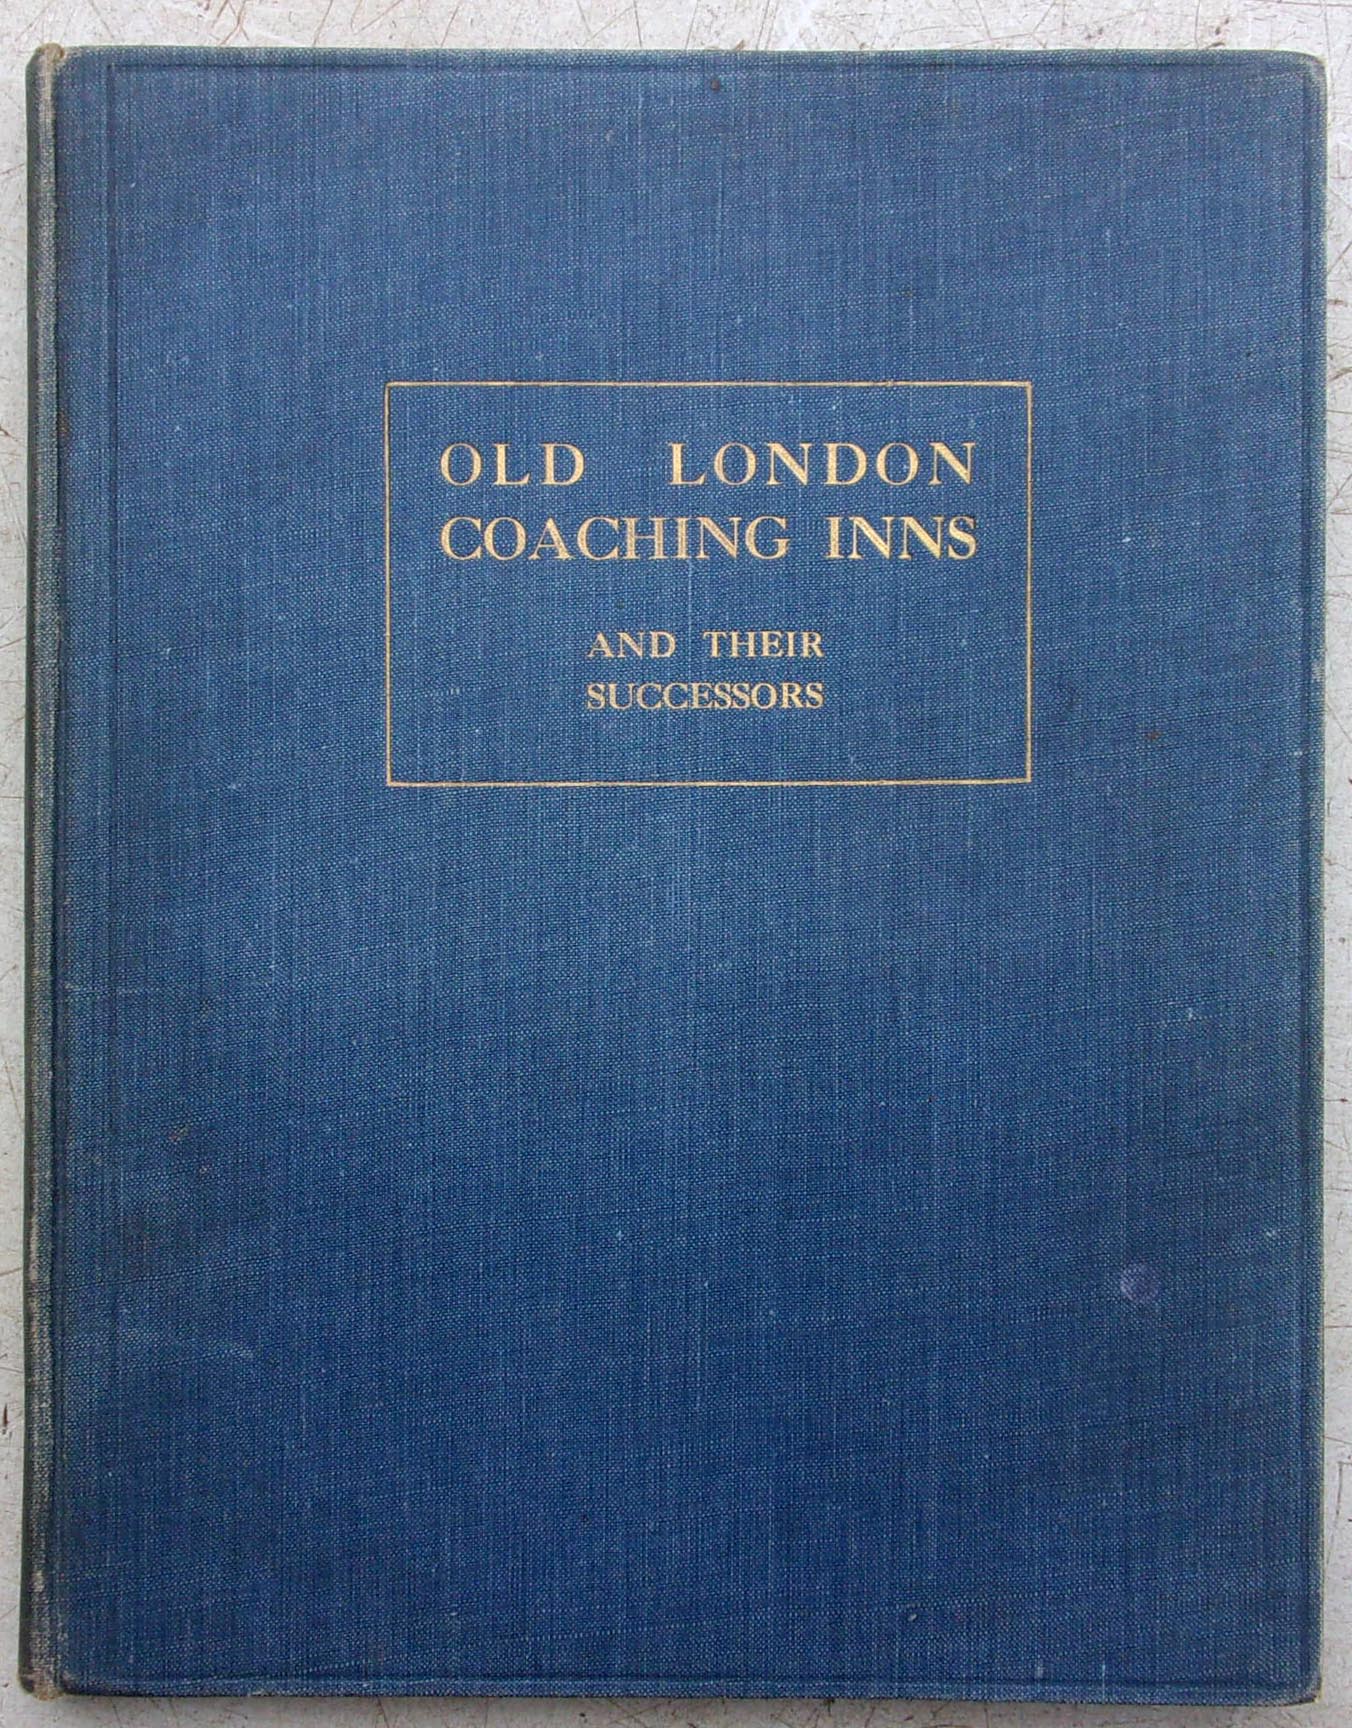 OLD LONDON
COACHING INNS
AND THEIR
SUCCESSORS